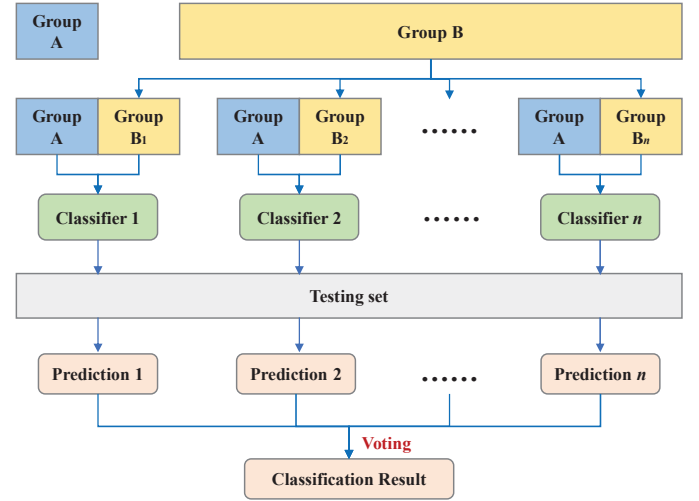 Group
A
Group B
Group
A
Group
B1
Group
A
Group
B2
......
Group
A
Group
Bn
Classifier 1
Classifier 2
......
Classifier n
Testing set
Prediction 1
Prediction 2
......
Prediction n
Voting
Classification Result